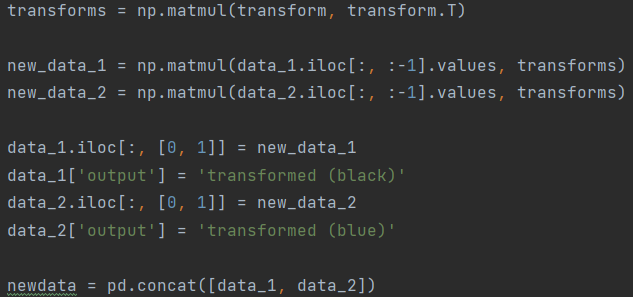 transforms = np.matmul(transform, transform.T)
new_data_1 = np.matmul(data_1.iloc[:, :-1].values, transforms)
new_data_2 = np.matmul(data_2.iloc[:, :-1].values, transforms)
data_1.iloc[:, [0, 1]] = new_data_1
data_1['output'] = 'transformed (black)'
data_2.iloc[:, [0, 1]] = new_data_2
data_2['output'] = 'transformed (blue)'
newdata = pd.concat([data_1, data_2])